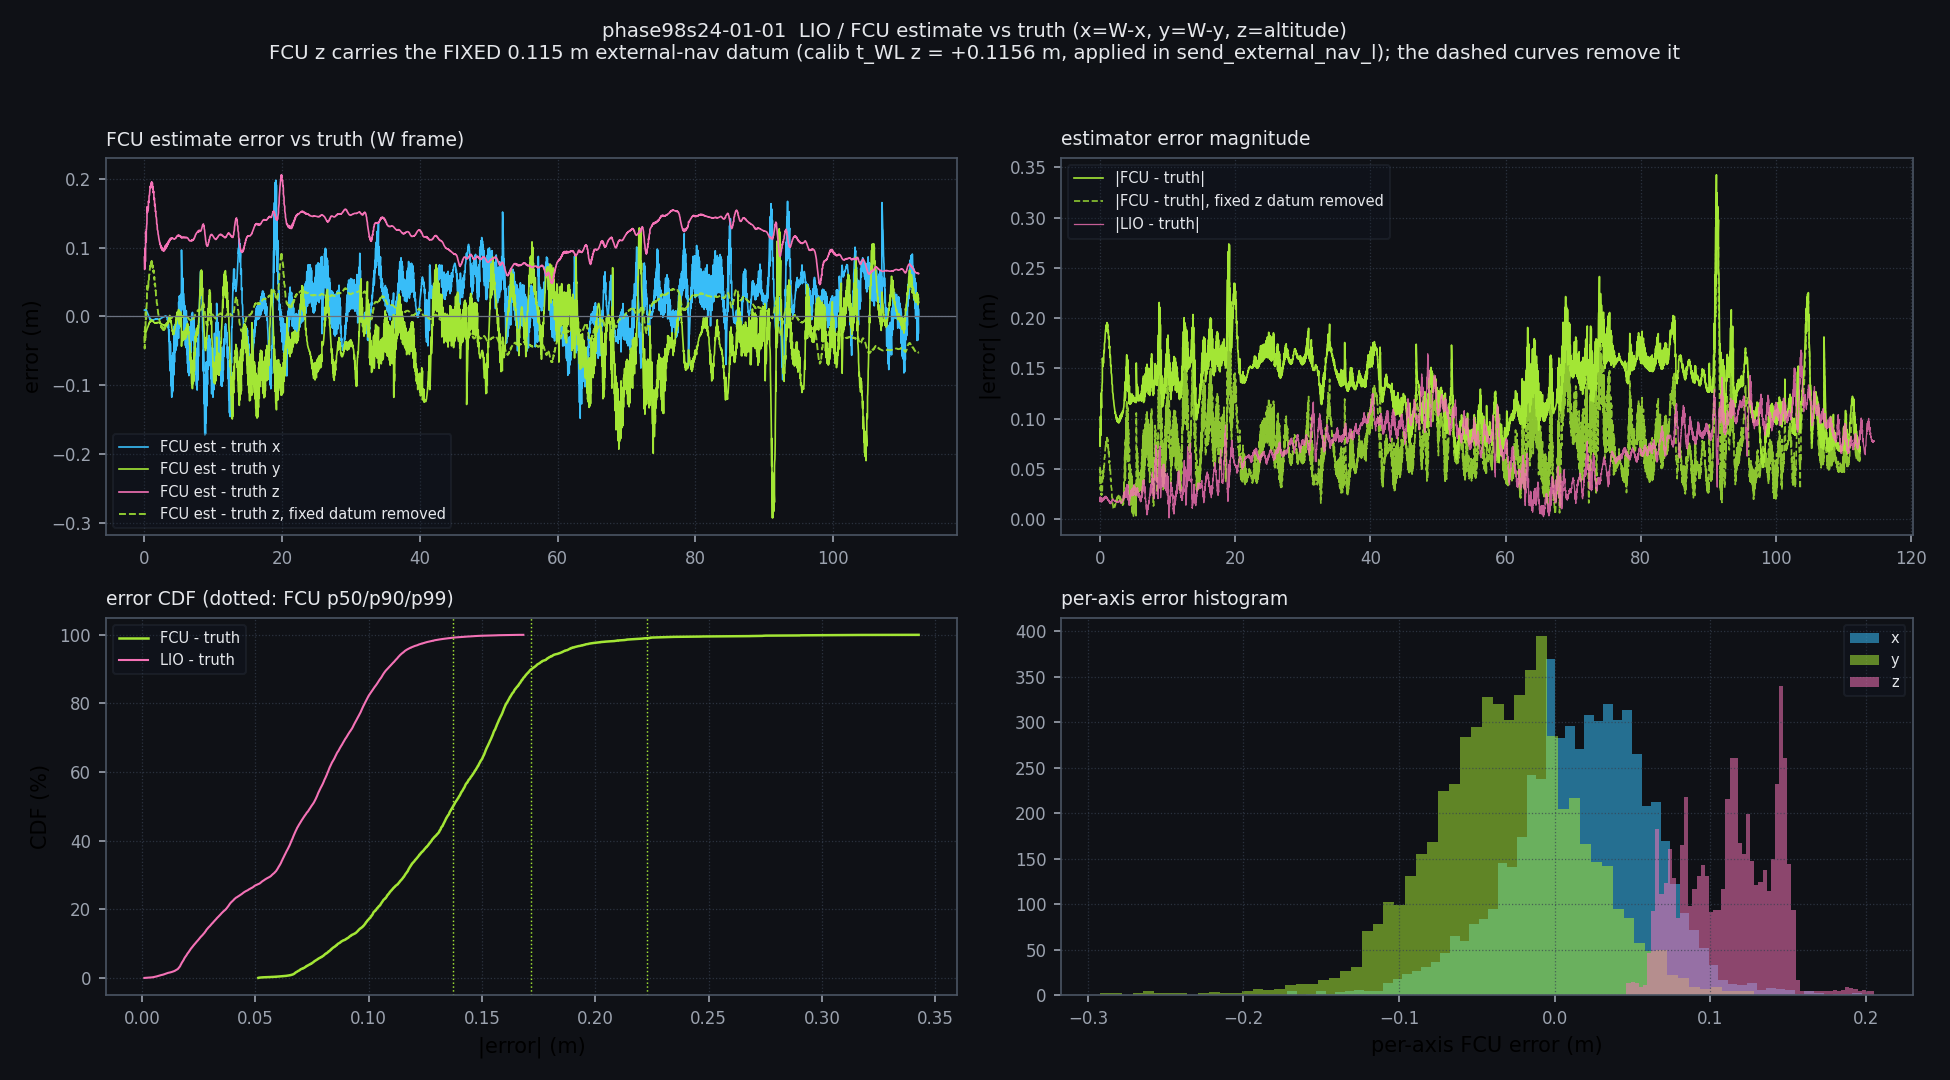 phase98s24-01-01  LIO / FCU estimate vs truth (x=W-x, y=W-y, z=altitude)
FCU z carries the FIXED 0.115 m external-nav datum (calib t_WL z = +0.1156 m, applied in send_external_nav_l); the dashed curves remove it
FCU estimate error vs truth (W frame)
error (m)
0.2
0.1
0.0
−0.1
−0.2
−0.3
FCU est - truth x
FCU est - truth y
FCU est - truth z
FCU est - truth z, fixed datum removed
0 20 40 60 80 100
estimator error magnitude
|error| (m)
0.35
0.30
0.25
0.20
0.15
0.10
0.05
0.00
|FCU - truth|
|FCU - truth|, fixed z datum removed
|LIO - truth|
0 20 40 60 80 100 120
error CDF (dotted: FCU p50/p90/p99)
CDF (%)
100
80
60
40
20
0
FCU - truth
LIO - truth
0.00 0.05 0.10 0.15 0.20 0.25 0.30 0.35
|error| (m)
per-axis error histogram
400
350
300
250
200
150
100
50
0
x
y
z
−0.3 −0.2 −0.1 0.0 0.1 0.2
per-axis FCU error (m)